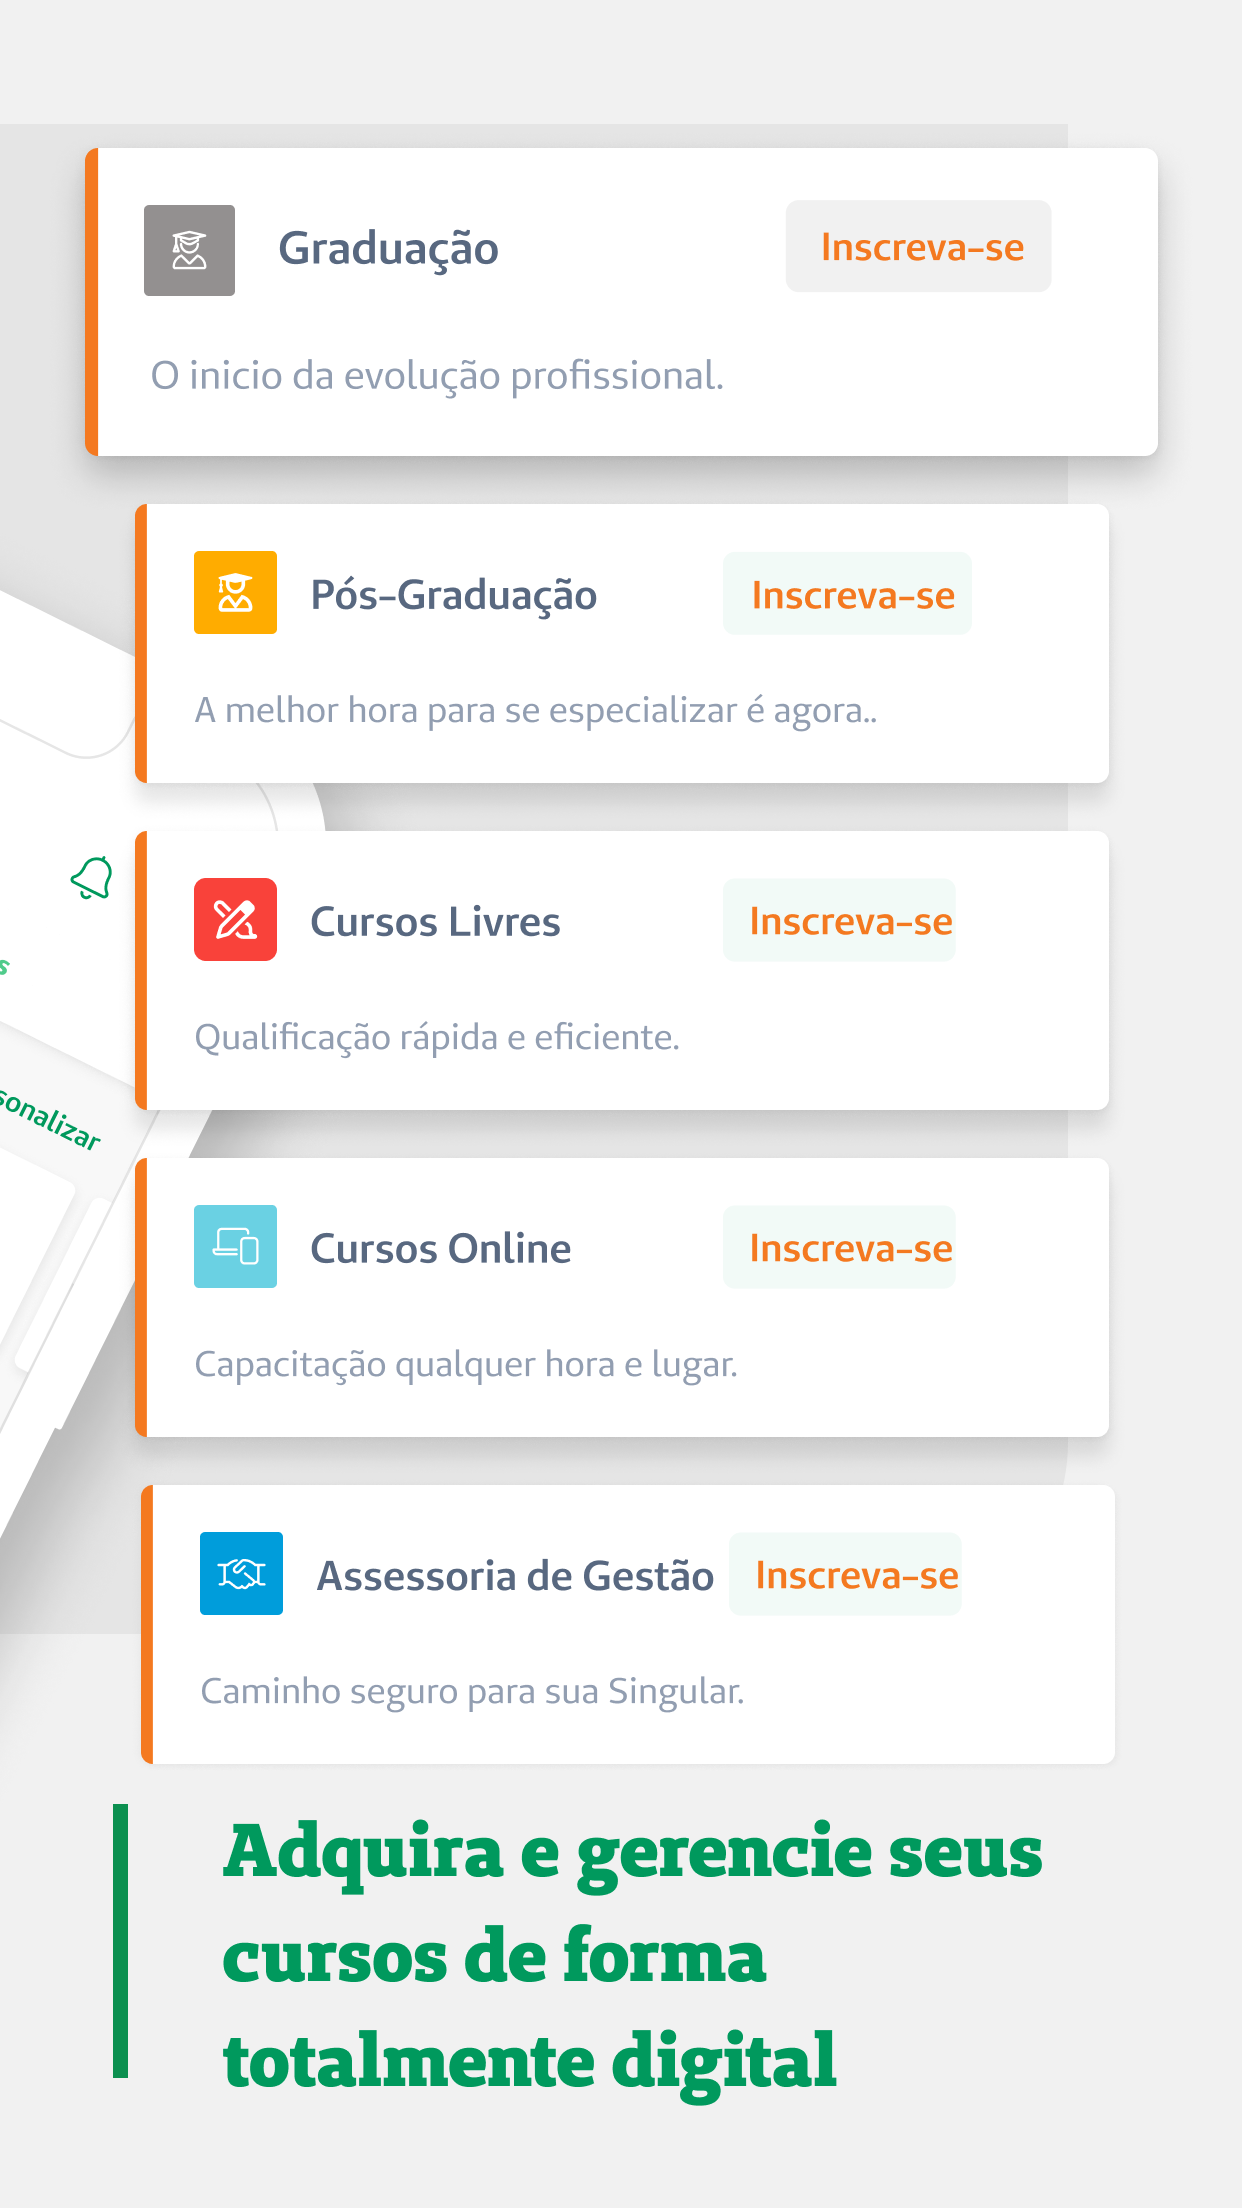 Graduação
Inscreva-se
O inicio da evolução profissional.
Pós-Graduação
Inscreva-se
A melhor hora para se especializar é agora..
Cursos Livres
Inscreva-se
Qualificação rápida e eficiente.
sonalizar
Cursos Online
Inscreva-se
Capacitação qualquer hora e lugar.
Assessoria de Gestão
Inscreva-se
Caminho seguro para sua Singular.
Adquira e gerencie seus
cursos de forma
totalmente digital